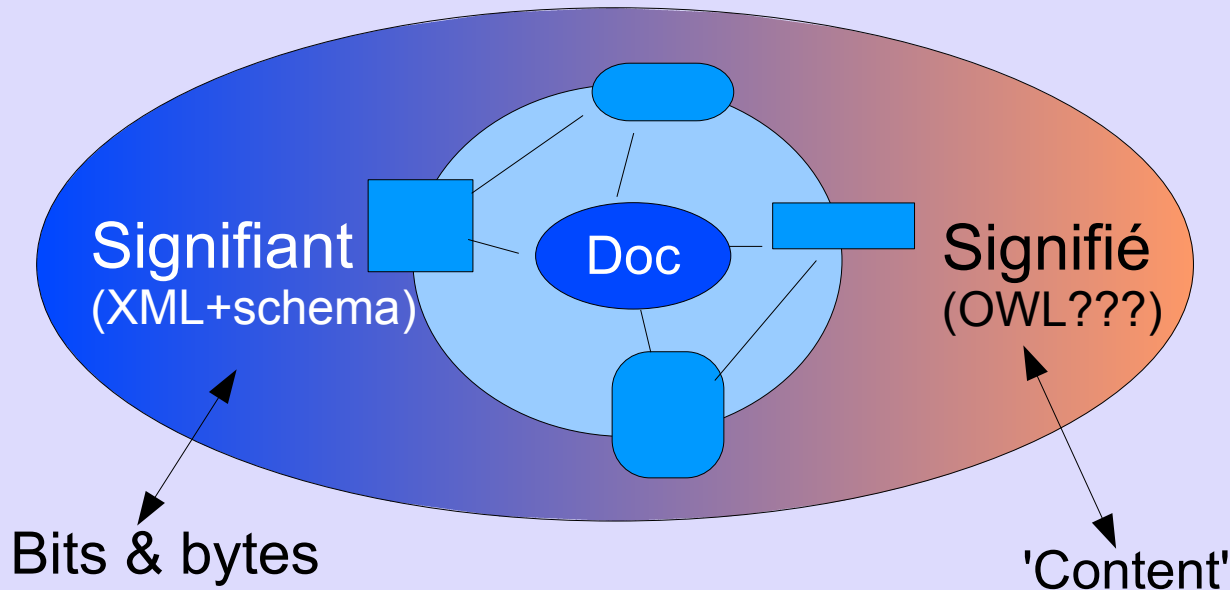 Signifiant
(XML+schema)
Doc
Signifié
(OWL???)
Bits & bytes
'Content'